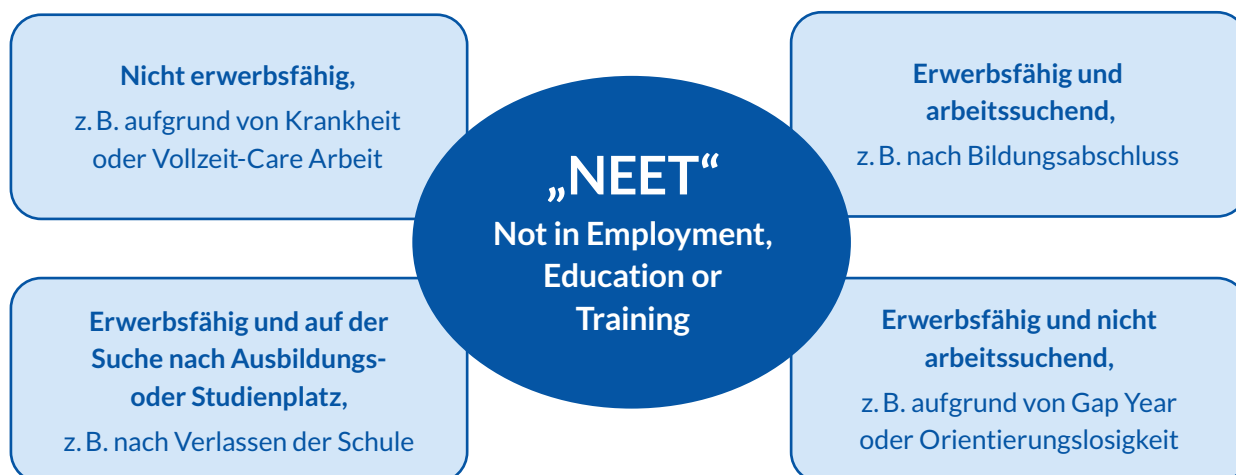 Nicht erwerbsfähig,
z. B. aufgrund von Krankheit
oder Vollzeit-Care Arbeit
Erwerbsfähig und
arbeitssuchend,
z. B. nach Bildungsabschluss
„NEET“
Not in Employment,
Education or
Training
Erwerbsfähig und auf der
Suche nach Ausbildungs-
oder Studienplatz,
z. B. nach Verlassen der Schule
Erwerbsfähig und nicht
arbeitssuchend,
z. B. aufgrund von Gap Year
oder Orientierungslosigkeit